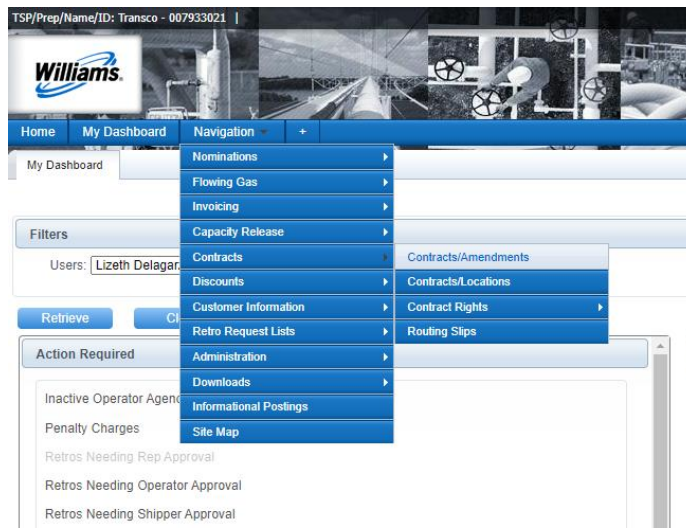 TSP/Prep/Name/ID: Transco - 007933021 |
Williams.
Home My Dashboard Navigation +
My Dashboard
Nominations
Flowing Gas
Invoicing
Capacity Release
Filters
Contracts Contracts/Amendments
Users: Lizeth
Discounts Contracts/Locations
Customer Information Contract Rights
Retrieve
Retro Request Lists Routing Slips
Action Required
Administration
Downloads
Inactive Operator
Informational Postings
Penalty Charges
Site Map
Retros Needing Rep Approval
Retros Needing Operator Approval
Retros Needing Shipper Approval